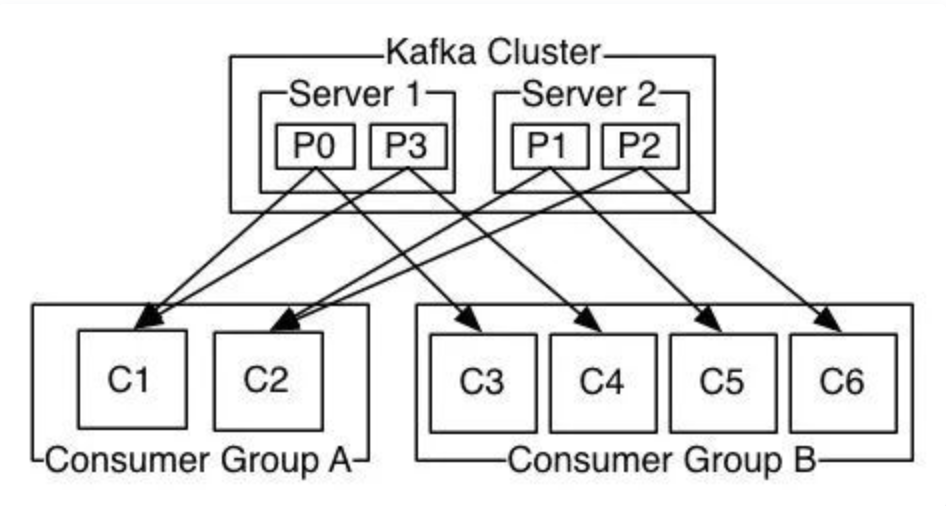 Kafka Cluster
Server 1
Server 2
P0
P3
P1
P2
C1
C2
C3
C4
C5
C6
Consumer Group A
Consumer Group B